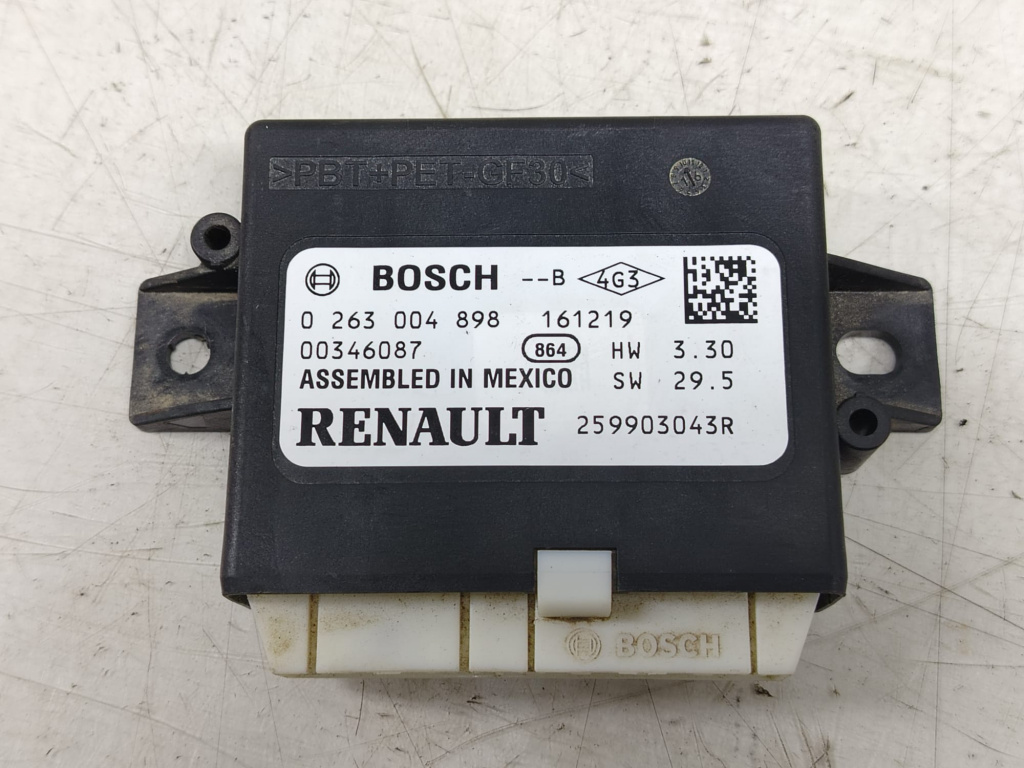 >PBT+PET-GF30<
BOSCH --B 4G3
0 263 004 898 161219
00346087 864 HW 3.30
ASSEMBLED IN MEXICO SW 29.5
RENAULT 259903043R
BOSCH